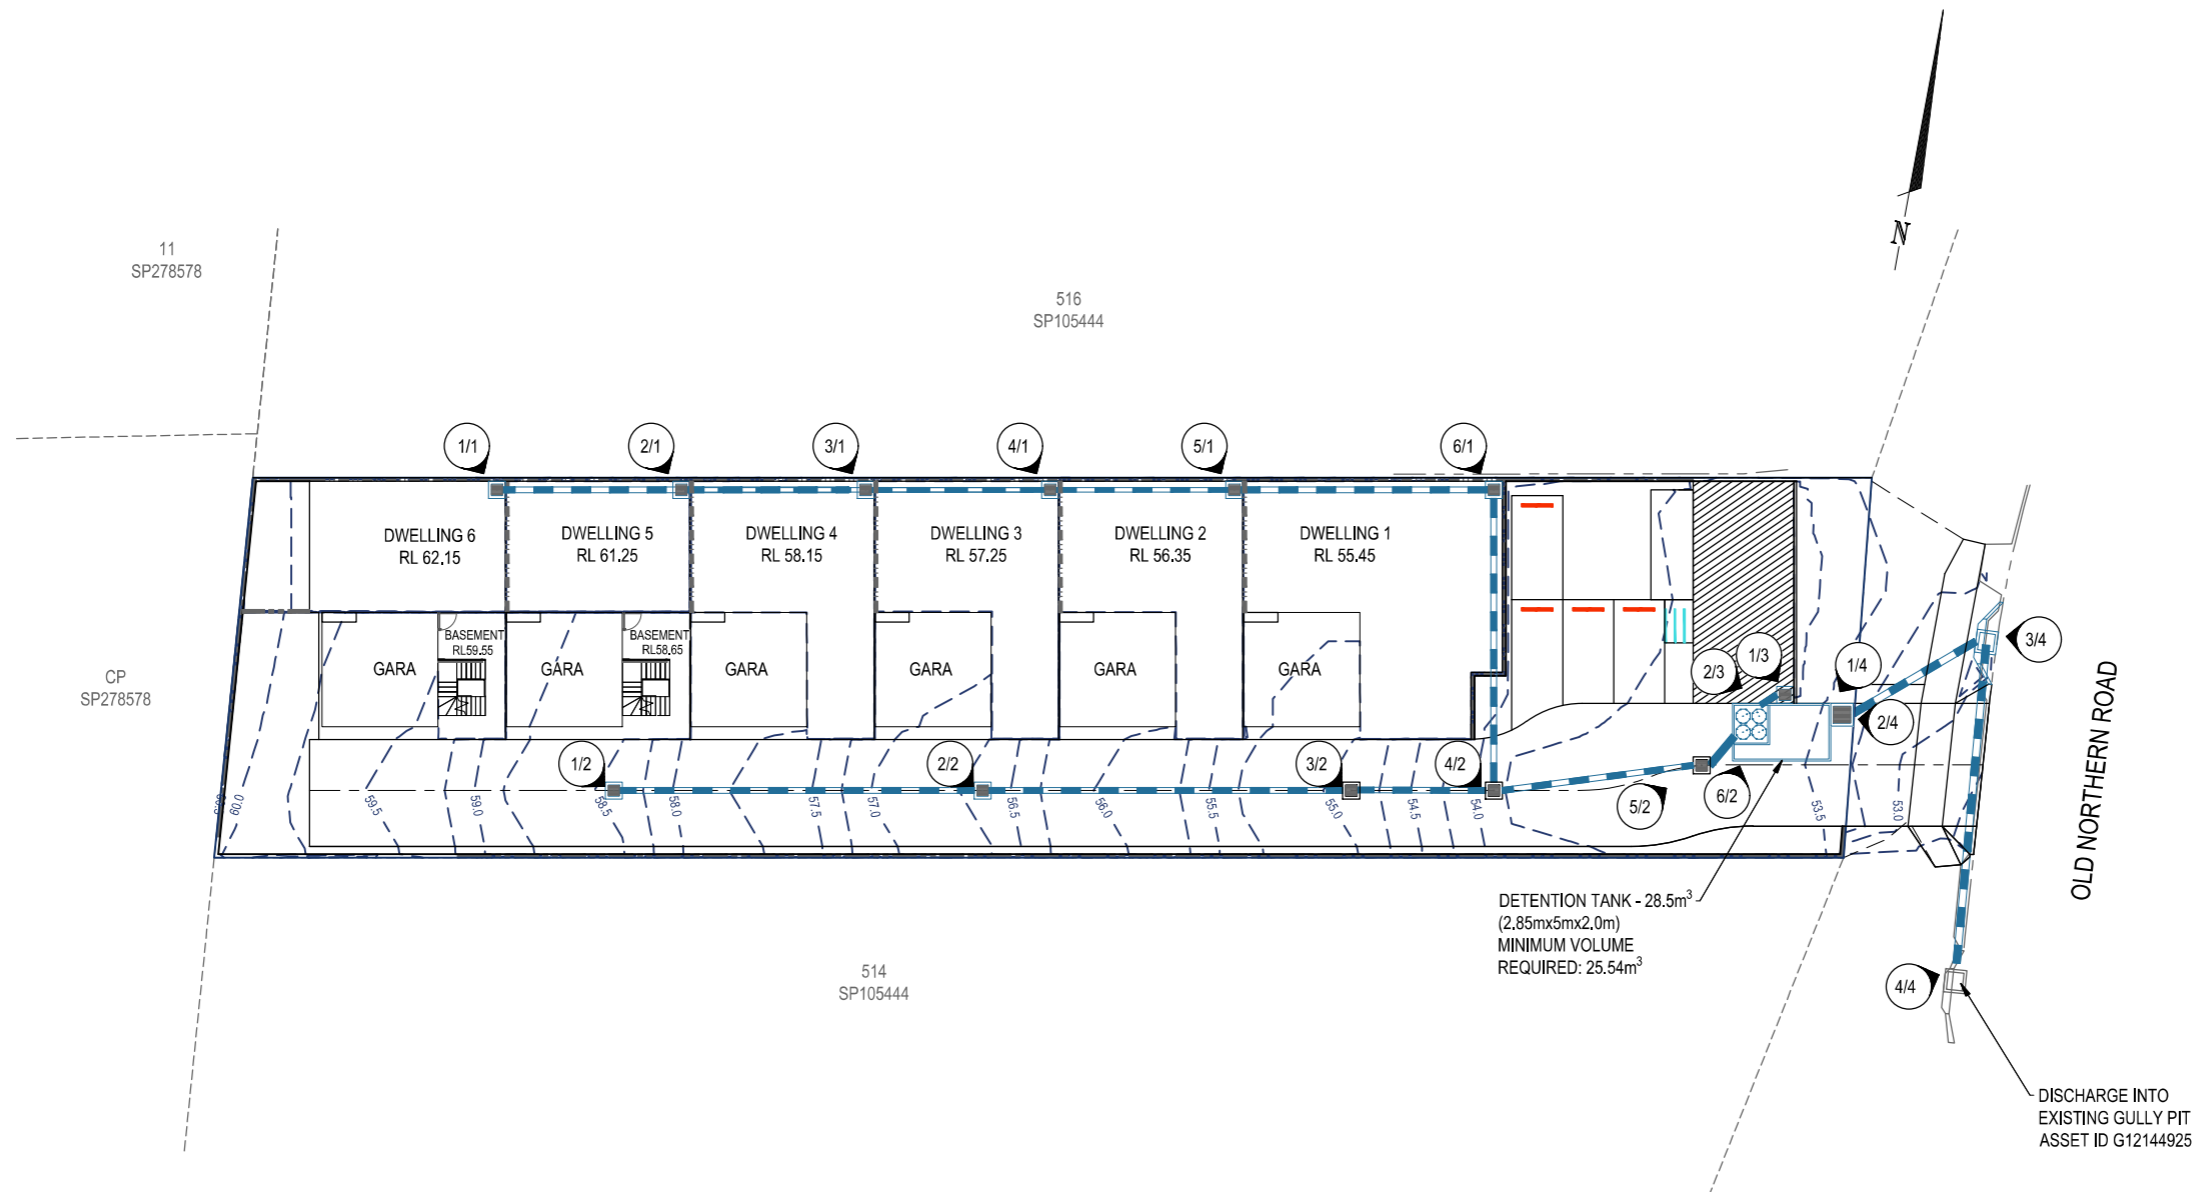 N
11
SP278578
516
SP105444
1/1
2/1
3/1
4/1
5/1
6/1
DWELLING 6
RL 62.15
DWELLING 5
RL 61.25
DWELLING 4
RL 58.15
DWELLING 3
RL 57.25
DWELLING 2
RL 56.35
DWELLING 1
RL 55.45
BASEMENT
RL59.55
BASEMENT
RL58.65
GARA
GARA
GARA
GARA
GARA
GARA
CP
SP278578
2/3
1/3
1/4
3/4
2/4
1/2
2/2
3/2
4/2
5/2
6/2
60.0
59.5
59.0
58.5
58.0
57.5
57.0
56.5
56.0
55.5
55.0
54.5
54.0
53.5
53.0
OLD NORTHERN ROAD
DETENTION TANK - 28.5m³
(2.85mx5mx2.0m)
MINIMUM VOLUME
REQUIRED: 25.54m³
514
SP105444
4/4
DISCHARGE INTO
EXISTING GULLY PIT
ASSET ID G12144925